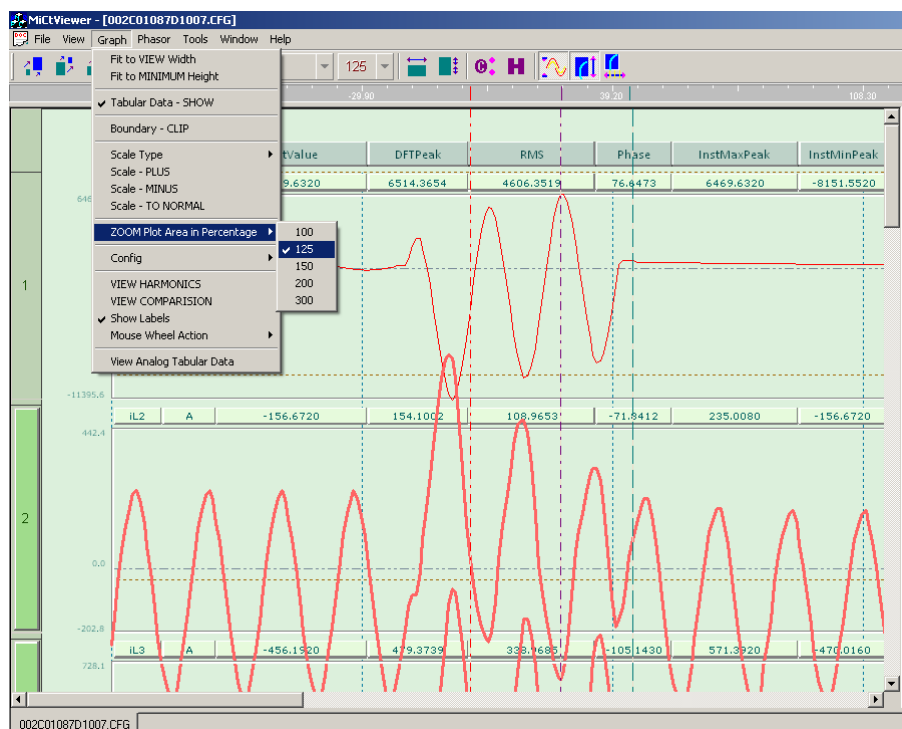 MiCtViewer - [002C01087D1007.CFG]
File View Graph Phasor Tools Window Help
125
Fit to VIEW Width
Fit to MINIMUM Height
Tabular Data - SHOW
Boundary - CLIP
Scale Type
Scale - PLUS
Scale - MINUS
Scale - TO NORMAL
ZOOM Plot Area in Percentage
Config
VIEW HARMONICS
VIEW COMPARISION
Show Labels
Mouse Wheel Action
View Analog Tabular Data
100
125
150
200
300
-29.90 39.20 108.30
DFTPeak RMS Phase InstMaxPeak InstMinPeak
6514.3654 4606.3519 76.6473 6469.6320 -8151.5520
1
-11395.6
iL2 A -156.6720 154.1002 108.9653 -71.8412 235.0080 -156.6720
442.4
2
0.0
-202.8
iL3 A -456.1920 479.3739 338.9685 -105.1430 571.3920 -470.0160
728.1
002C01087D1007.CFG